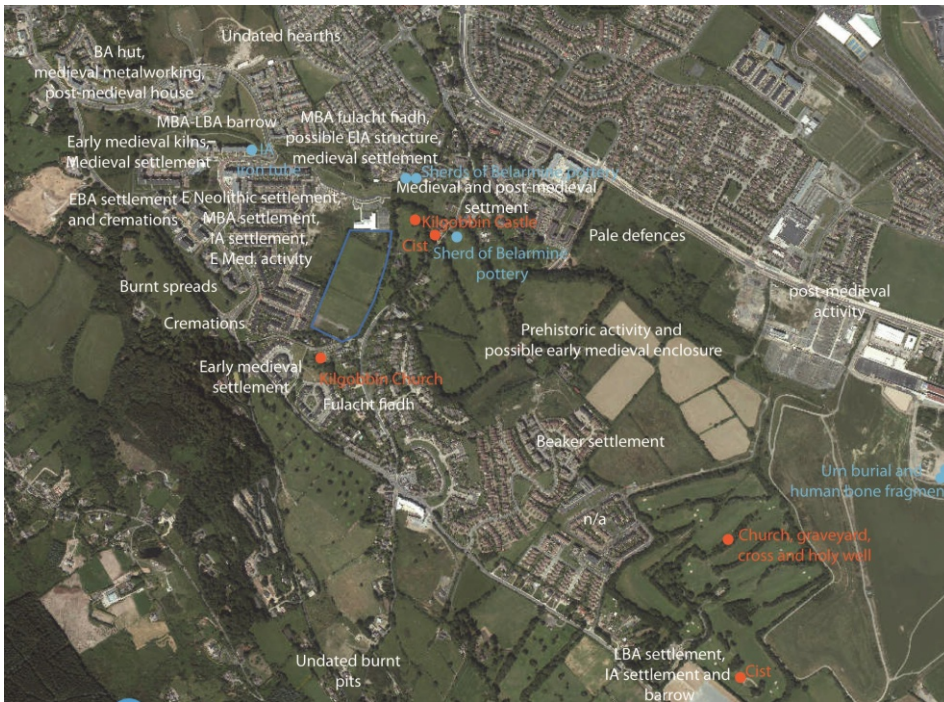 Undated hearths
BA hut,
medieval metalworking,
post-medieval house
MBA-LBA barrow
MBA fulacht fiadh,
possible EIA structure,
medieval settlement
Early medieval kilns,
Medieval settlement
IA
iron tube
Sherds of Belarmine pottery
Medieval and post-medieval
settment
EBA settlement
and cremations
E Neolithic settlement,
MBA settlement,
IA settlement,
E Med. activity
Kilgobbin Castle
Cist
Sherd of Belarmine
pottery
Pale defences
Burnt spreads
post-medieval
activity
Cremations
Prehistoric activity and
possible early medieval enclosure
Early medieval
settlement
Kilgobbin Church
Fulacht fiadh
Beaker settlement
Urn burial and
human bone fragment
n/a
Church, graveyard,
cross and holy well
Undated burnt
pits
LBA settlement,
IA settlement and
barrow
Cist